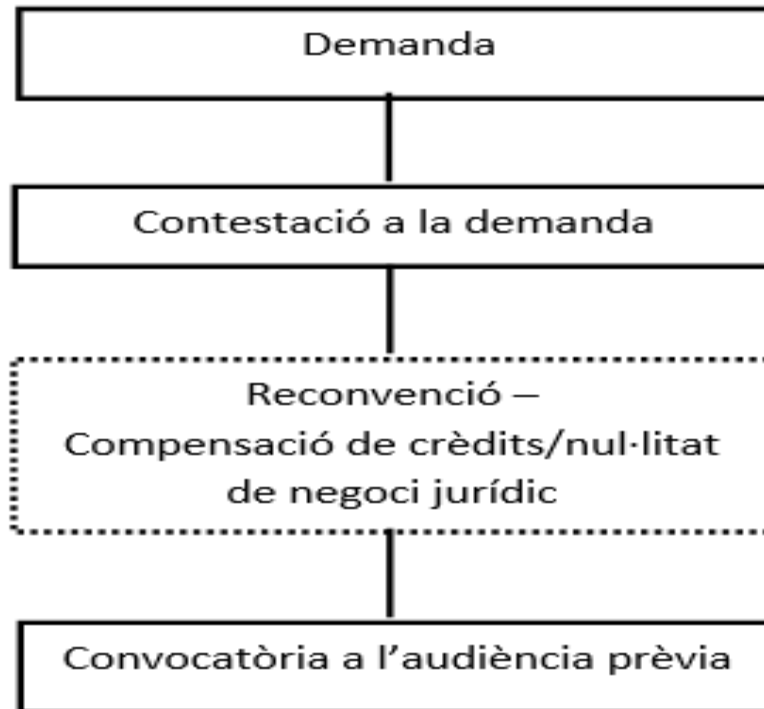 Demanda
Contestació a la demanda
Reconvenció –
Compensació de crèdits/nul·litat
de negoci jurídic
Convocatòria a l’audiència prèvia